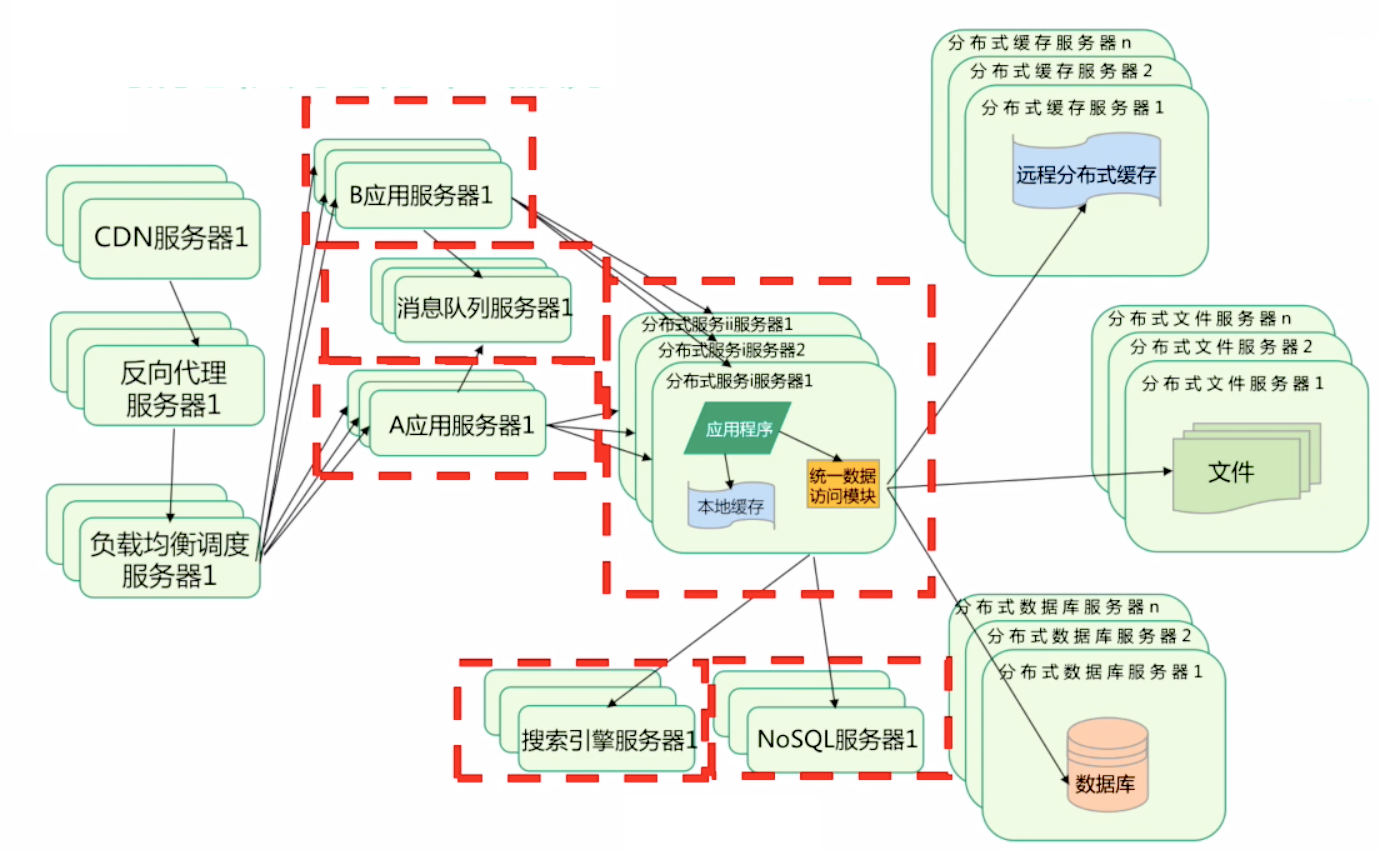 CDN服务器1
反向代理
服务器1
负载均衡调度
服务器1
B应用服务器1
消息队列服务器1
A应用服务器1
分布式服务ii服务器1
分布式服务i服务器2
分布式服务i服务器1
应用程序
本地缓存
统一数据
访问模块
搜索引擎服务器1
NoSQL服务器1
分布式缓存服务器n
分布式缓存服务器2
分布式缓存服务器1
远程分布式缓存
分布式文件服务器n
分布式文件服务器2
分布式文件服务器1
文件
分布式数据库服务器n
分布式数据库服务器2
分布式数据库服务器1
数据库